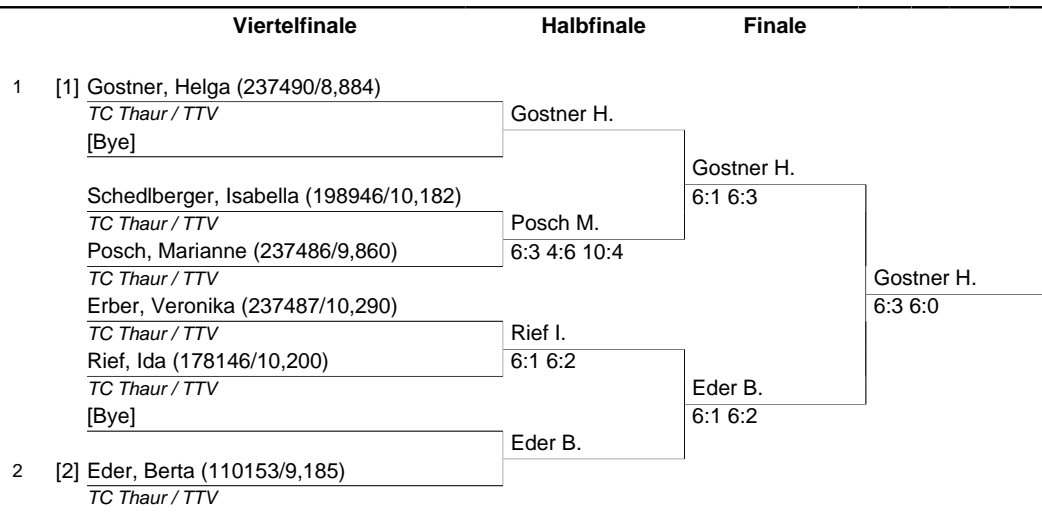 Viertelfinale Halbfinale Finale
1 [1] Gostner, Helga (237490/8,884)
TC Thaur / TTV Gostner H.
[Bye]
Gostner H.
Schedlberger, Isabella (198946/10,182) 6:1 6:3
TC Thaur / TTV Posch M.
Posch, Marianne (237486/9,860) 6:3 4:6 10:4
TC Thaur / TTV Gostner H.
Erber, Veronika (237487/10,290) 6:3 6:0
TC Thaur / TTV Rief I.
Rief, Ida (178146/10,200) 6:1 6:2
TC Thaur / TTV Eder B.
[Bye] 6:1 6:2
Eder B.
2 [2] Eder, Berta (110153/9,185)
TC Thaur / TTV